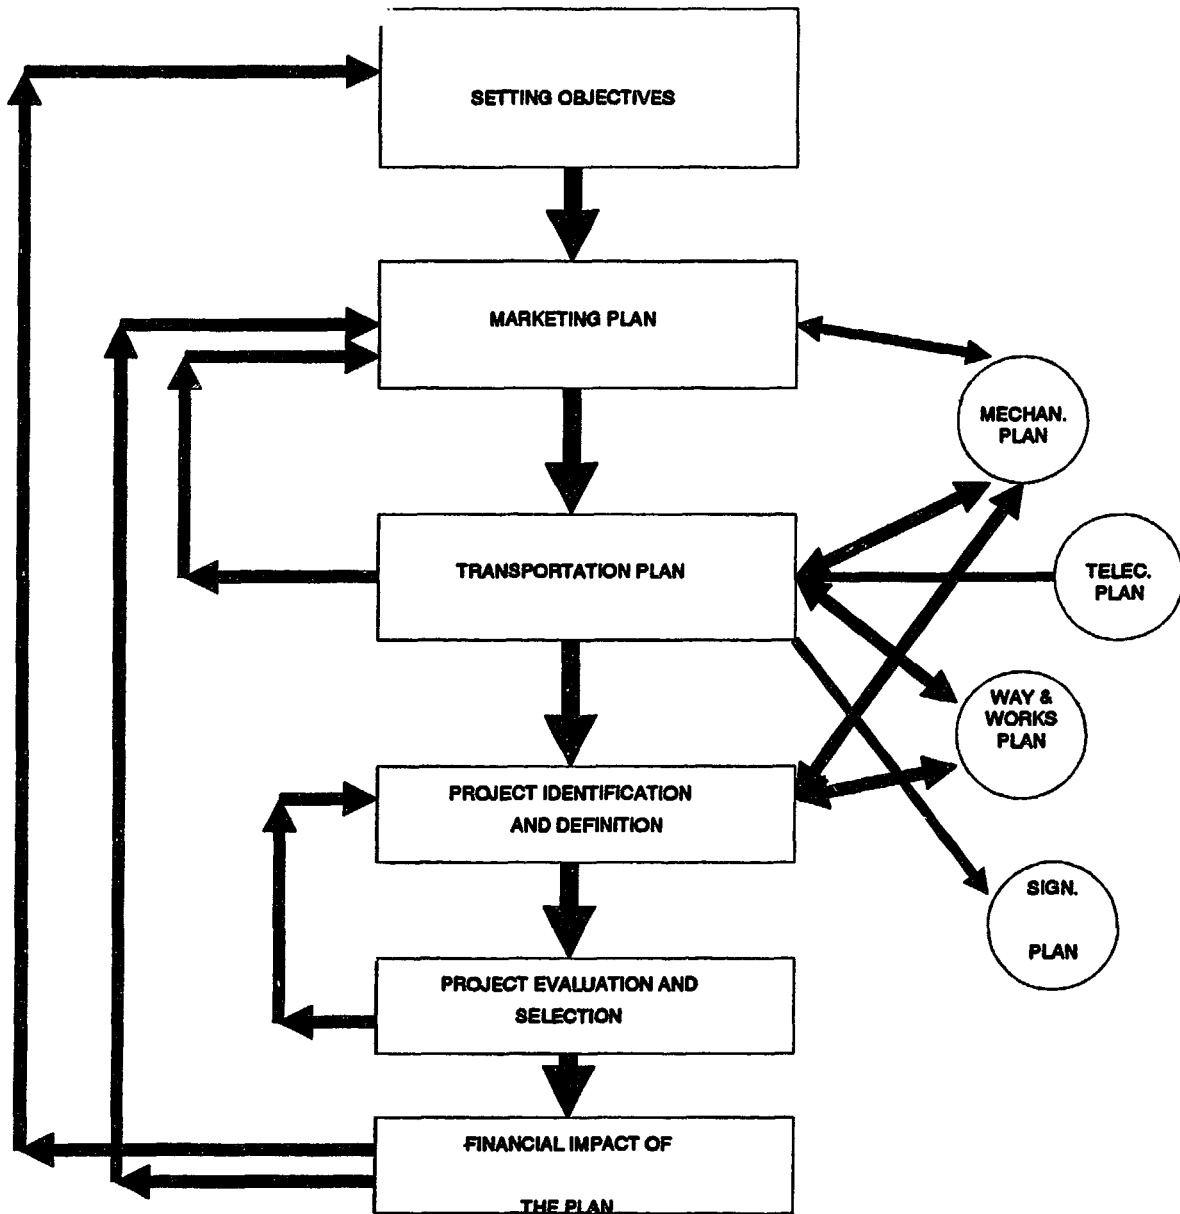 SETTING OBJECTIVES
MARKETING PLAN
MECHAN.
PLAN
TRANSPORTATION PLAN
TELEC.
PLAN
WAY &
WORKS
PLAN
PROJECT IDENTIFICATION
AND DEFINITION
SIGN.
PLAN
PROJECT EVALUATION AND
SELECTION
FINANCIAL IMPACT OF
THE PLAN